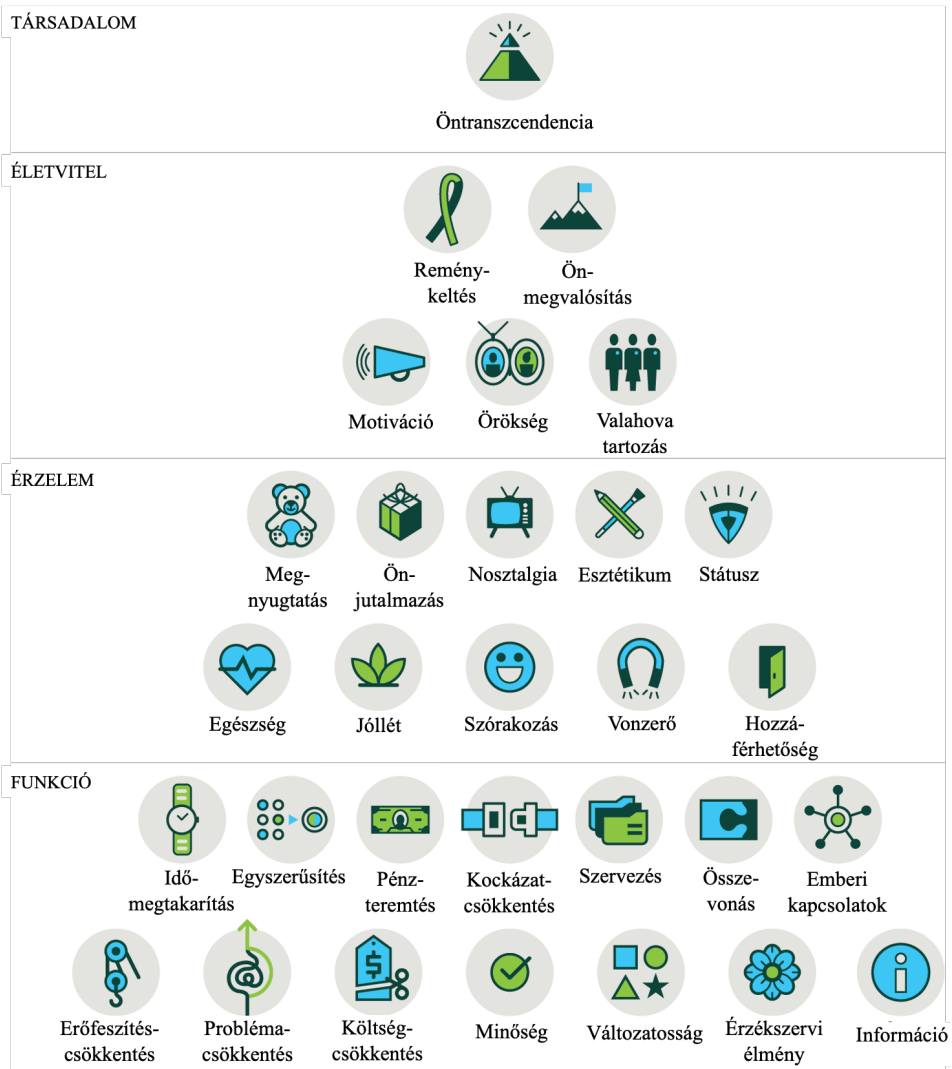 TÁRSADALOM
Öntranszcendencia
ÉLETVITEL
Remény-
keltés
Ön-
megvalósítás
Motiváció
Örökség
Valahova
tartozás
ÉRZELEM
Meg-
nyugtatás
Ön-
jutalmazás
Nosztalgia
Esztétikum
Státusz
Egészség
Jóllét
Szórakozás
Vonzerő
Hozzá-
férhetőség
FUNKCIÓ
Idő-
megtakarítás
Egyszerűsítés
Pénz-
teremtés
Kockázat-
csökkentés
Szervezés
Össze-
vonás
Emberi
kapcsolatok
$
Erőfeszítés-
csökkentés
Probléma-
csökkentés
Költség-
csökkentés
Minőség
Változatosság
Érzékszervi
élmény
i
Információ